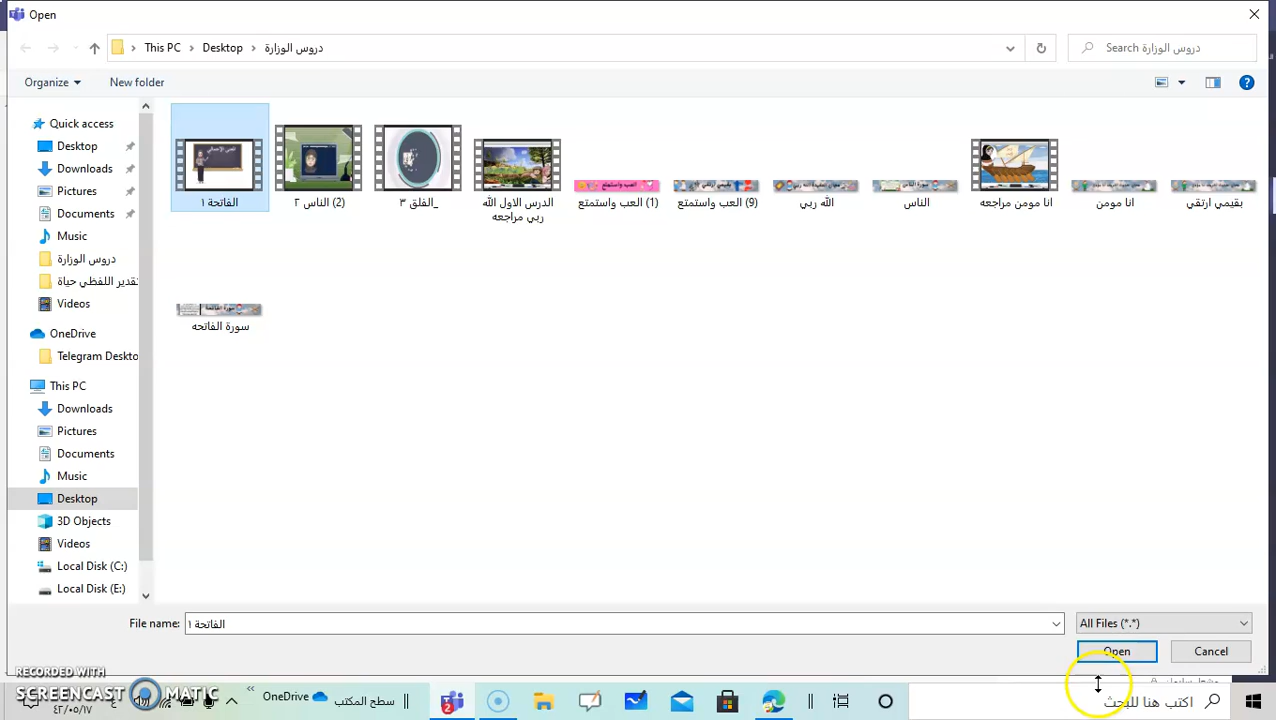 Open
This PC
Desktop
دروس الوزارة
Search دروس الوزارة
Organize
New folder
Quick access
Desktop
Downloads
Pictures
Documents
Music
دروس الوزارة
تقدير اللفظي حياة
Videos
OneDrive
Telegram Deskto
This PC
Downloads
Pictures
Documents
Music
Desktop
3D Objects
Videos
Local Disk (C:)
Local Disk (E:)
الفاتحة ١
الناس ٢ (2)
_الفلق ٣
الدرس الاول الله
ربي مراجعه
العب واستمتع (1)
العب واستمتع (9)
الله ربي
الناس
انا مومن مراجعه
انا مومن
بقيمي ارتقي
سورة الفاتحه
File name:
الفاتحة ١
All Files (*.*)
Open
Cancel
RECORDED WITH
SCREENCAST MATIC
OneDrive
سطح المكتب
اكتب هنا للبحث